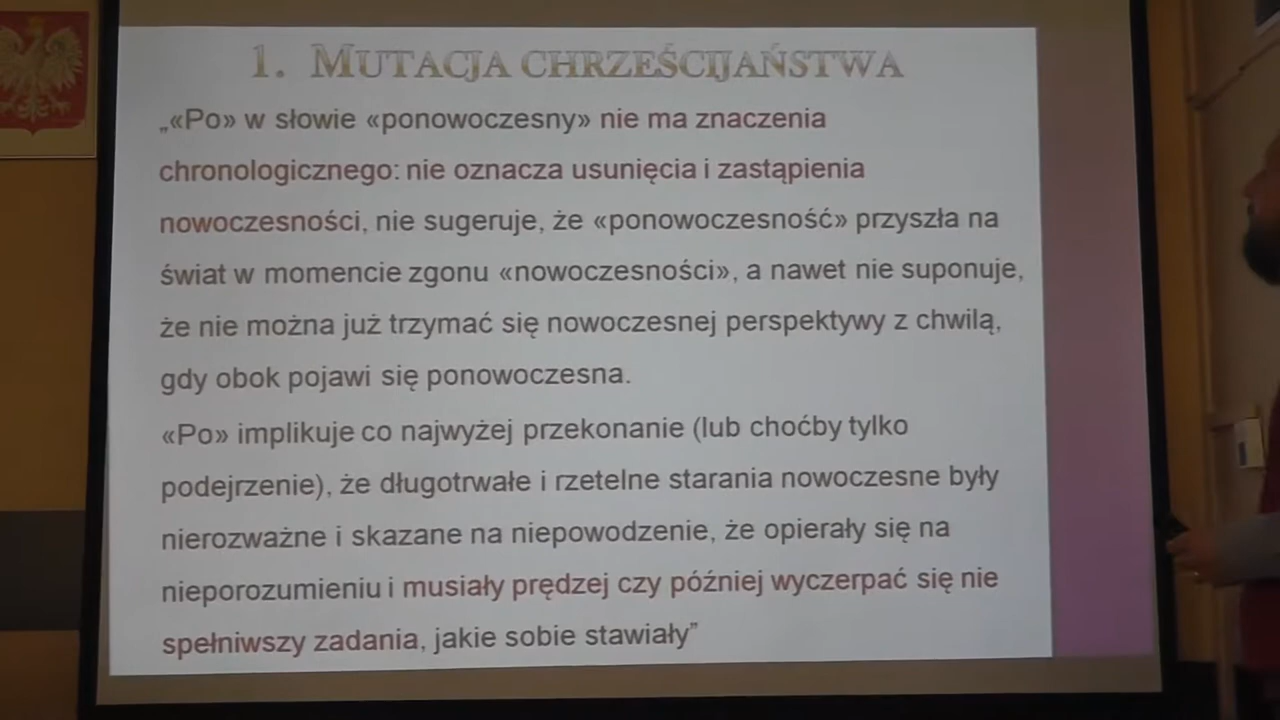 1. MUTACJA CHRZEŚCIJAŃSTWA
„«Po» w słowie «ponowoczesny» nie ma znaczenia
chronologicznego: nie oznacza usunięcia i zastąpienia
nowoczesności, nie sugeruje, że «ponowoczesność» przyszła na
świat w momencie zgonu «nowoczesności», a nawet nie suponuje,
że nie można już trzymać się nowoczesnej perspektywy z chwilą,
gdy obok pojawi się ponowoczesna.
«Po» implikuje co najwyżej przekonanie (lub choćby tylko
podejrzenie), że długotrwałe i rzetelne starania nowoczesne były
nierozważne i skazane na niepowodzenie, że opierały się na
nieporozumieniu i musiały prędzej czy później wyczerpać się nie
spełniwszy zadania, jakie sobie stawiały”